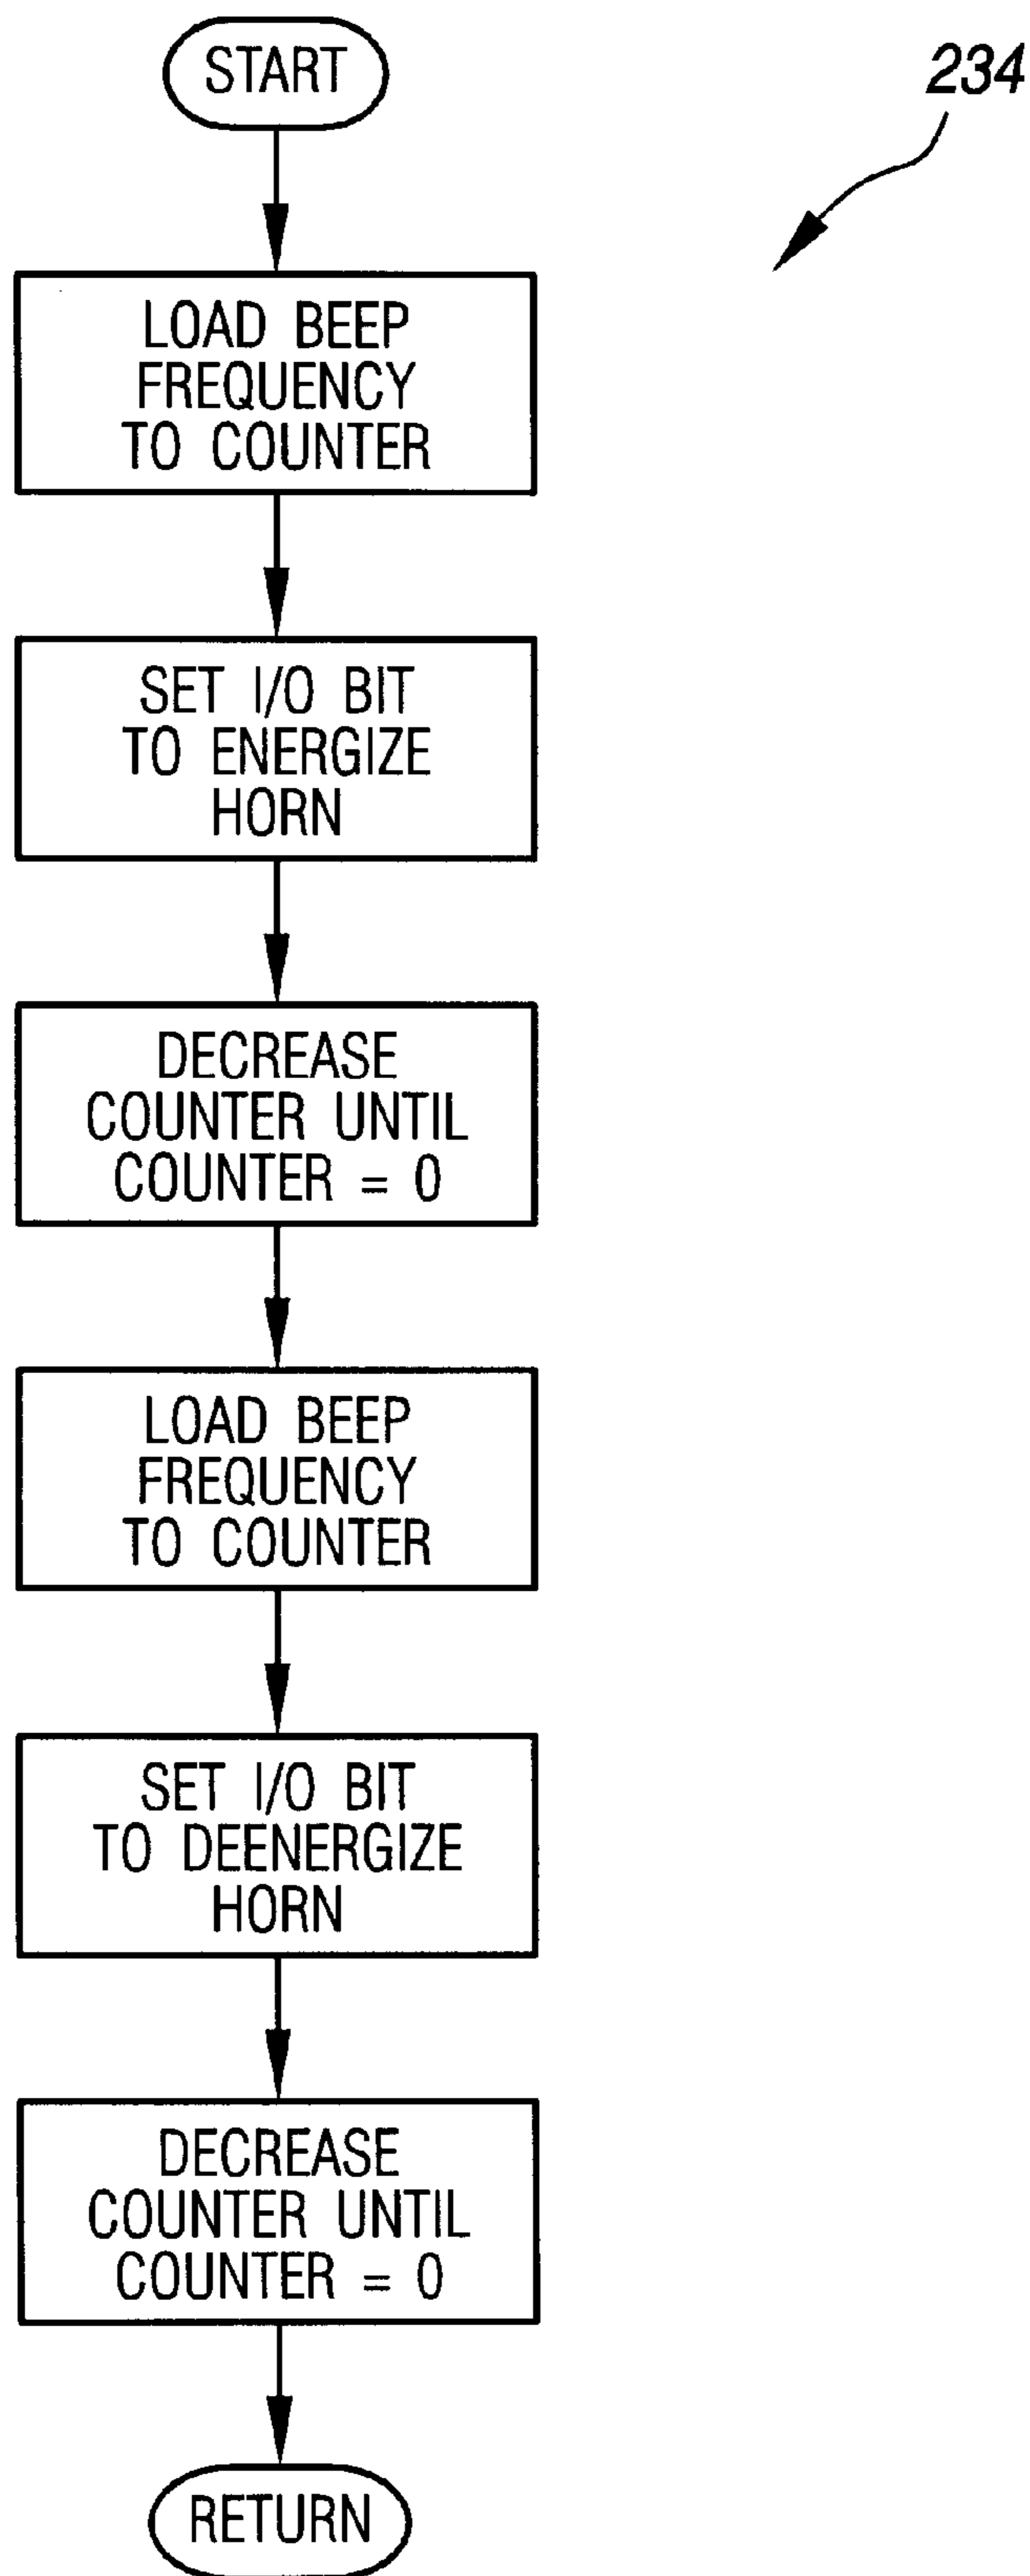 START
234
LOAD BEEP
FREQUENCY
TO COUNTER
SET I/O BIT
TO ENERGIZE
HORN
DECREASE
COUNTER UNTIL
COUNTER = 0
LOAD BEEP
FREQUENCY
TO COUNTER
SET I/O BIT
TO DEENERGIZE
HORN
DECREASE
COUNTER UNTIL
COUNTER = 0
RETURN